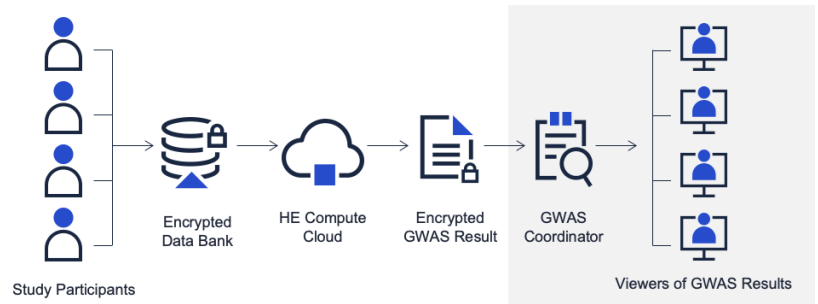 Study Participants
Encrypted
Data Bank
HE Compute
Cloud
Encrypted
GWAS Result
GWAS
Coordinator
Viewers of GWAS Results